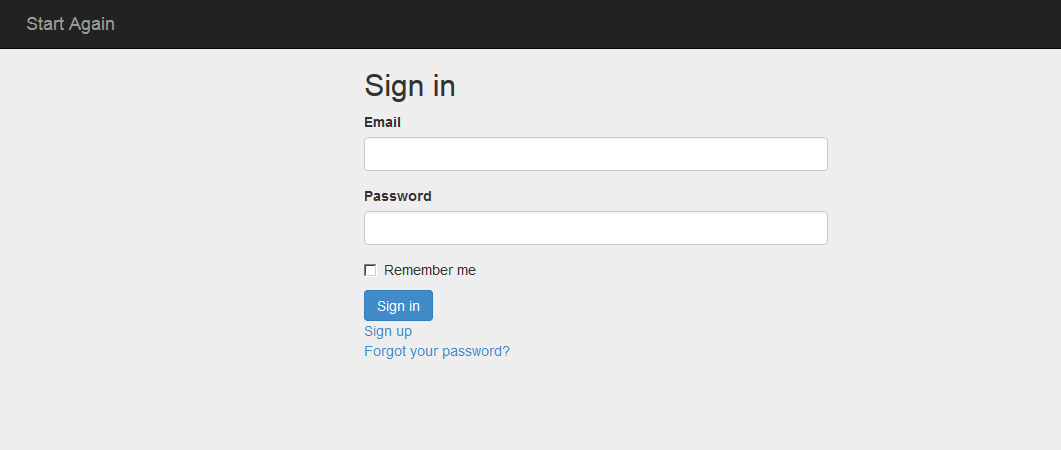 Start Again
Sign in
Email
Password
Remember me
Sign in
Sign up
Forgot your password?